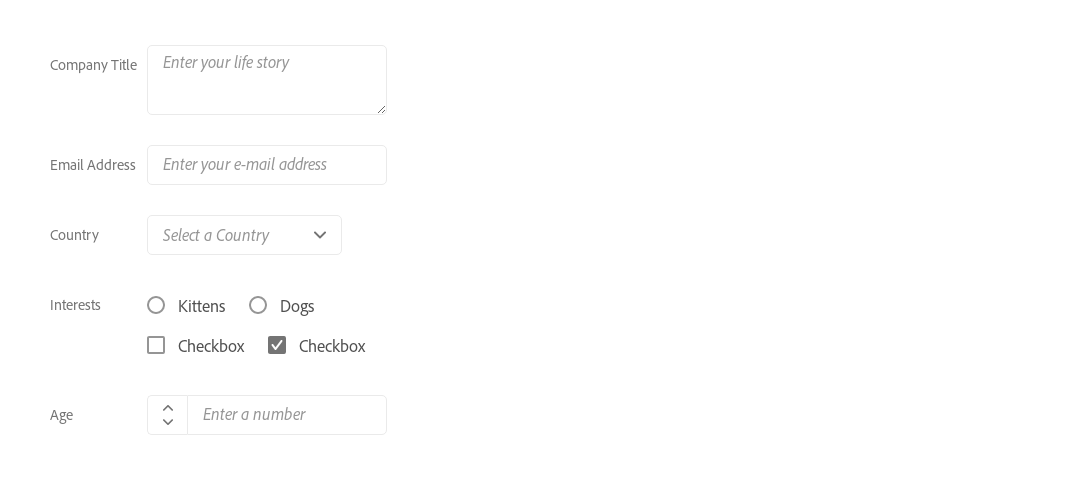 Company Title Enter your life story
Email Address Enter your e-mail address
Country Select a Country
Interests Kittens Dogs
Checkbox Checkbox
Age Enter a number